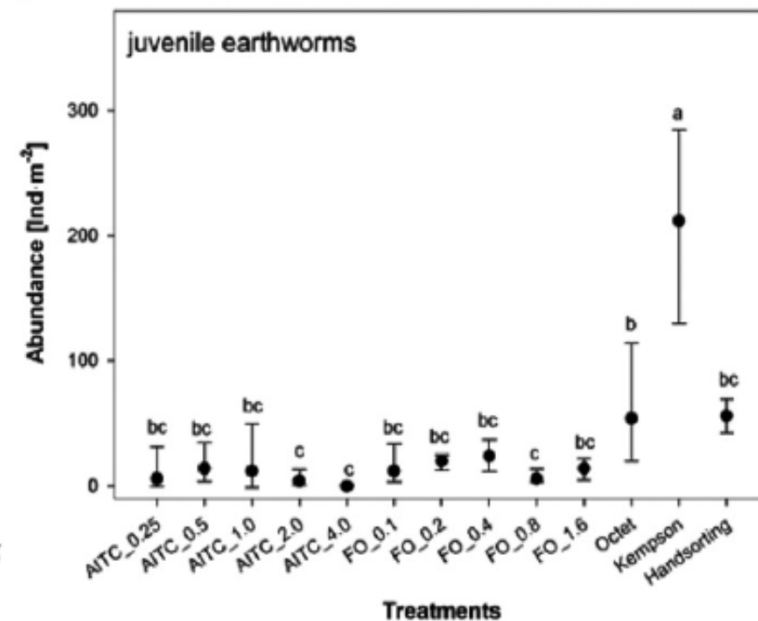 juvenile earthworms
Abundance [Ind·m⁻²]
300
200
100
0
bc
bc
bc
c
c
bc
bc
bc
c
bc
b
a
bc
AITC_0.25
AITC_0.5
AITC_1.0
AITC_2.0
AITC_4.0
FO_0.1
FO_0.2
FO_0.4
FO_0.8
FO_1.6
Octet
Kempson
Handsorting
Treatments